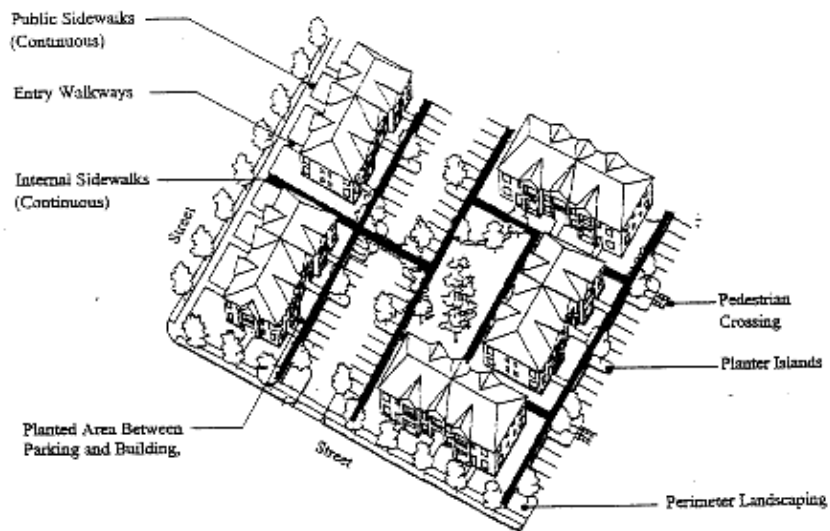 Public Sidewalks
(Continuous)
Entry Walkways
Internal Sidewalks
(Continuous)
Street
Pedestrian
Crossing
Planter Islands
Planted Area Between
Parking and Building,
Street
Perimeter Landscaping